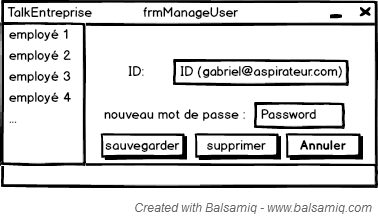 TalkEntreprise frmManageUser
employé 1
employé 2
employé 3
employé 4
...
ID: ID (gabriel@aspirateur.com)
nouveau mot de passe : Password
sauvegarder supprimer Annuler
Created with Balsamiq - www.balsamiq.com